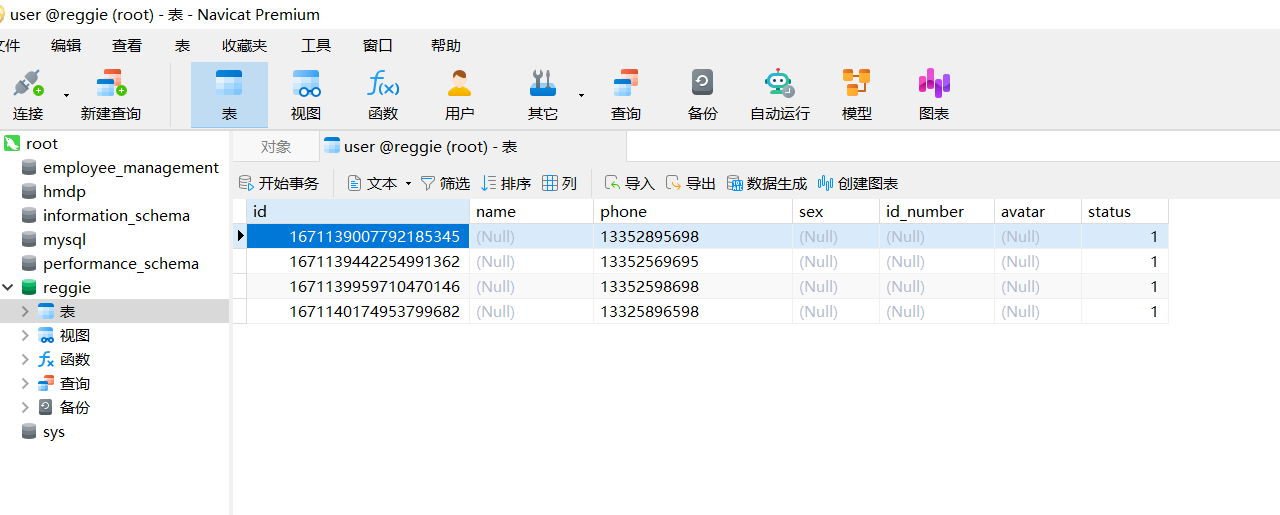 user @reggie (root) - 表 - Navicat Premium
文件 编辑 查看 表 收藏夹 工具 窗口 帮助
连接 新建查询 表 视图 函数 用户 其它 查询 备份 自动运行 模型 图表
root
employee_management
hmdp
information_schema
mysql
performance_schema
reggie
表
视图
函数
查询
备份
sys
对象 user @reggie (root) - 表
开始事务 文本 筛选 排序 列 导入 导出 数据生成 创建图表
id name phone sex id_number avatar status
1671139007792185345 (Null) 13352895698 (Null) (Null) (Null) 1
1671139442254991362 (Null) 13352569695 (Null) (Null) (Null) 1
1671139959710470146 (Null) 13352598698 (Null) (Null) (Null) 1
1671140174953799682 (Null) 13325896598 (Null) (Null) (Null) 1